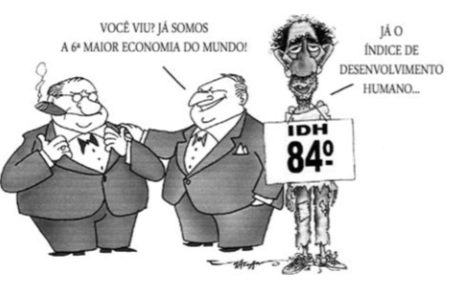 VOCÊ VIU? JÁ SOMOS
A 6ª MAIOR ECONOMIA DO MUNDO!
JÁ O
ÍNDICE DE
DESENVOLVIMENTO
HUMANO...
IDH
84º